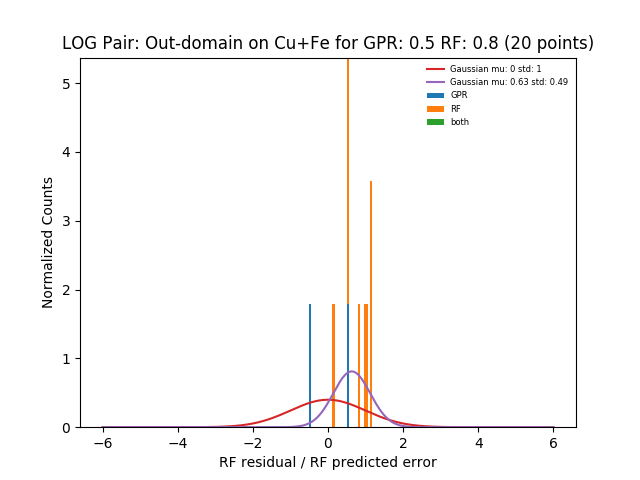 LOG Pair: Out-domain on Cu+Fe for GPR: 0.5 RF: 0.8 (20 points)
Gaussian mu: 0 std: 1
Gaussian mu: 0.63 std: 0.49
GPR
RF
both
Normalized Counts
5
4
3
2
1
0
−6 −4 −2 0 2 4 6
RF residual / RF predicted error